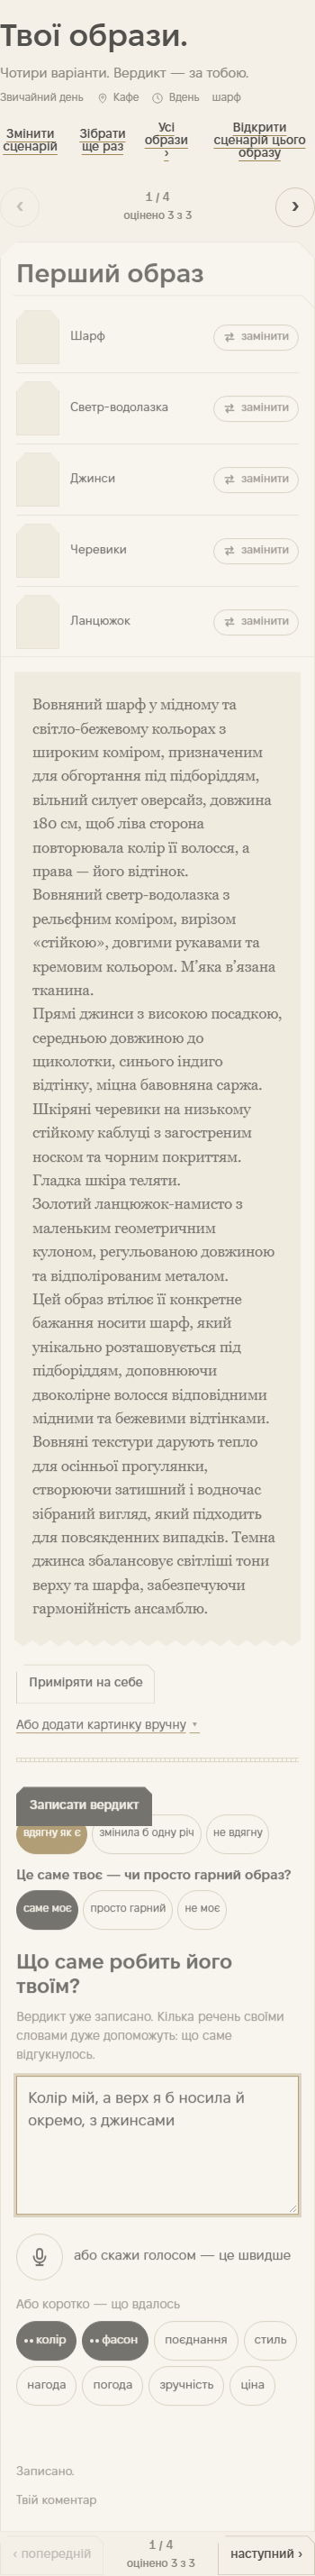 Твої образи.
Чотири варіанти. Вердикт — за тобою.
Звичайний день Кафе Вдень шарф
Змінити сценарій
Зібрати ще раз
Усі образи ›
Відкрити сценарій цього образу
‹
1 / 4
оцінено 3 з 3
›
Перший образ
Шарф ⇄ замінити
Светр-водолазка ⇄ замінити
Джинси ⇄ замінити
Черевики ⇄ замінити
Ланцюжок ⇄ замінити
Вовняний шарф у мідному та
світло-бежевому кольорах з
широким коміром, призначеним
для обгортання під підборіддям,
вільний силует оверсайз, довжина
180 см, щоб ліва сторона
повторювала колір її волосся, а
права — його відтінок.
Вовняний светр-водолазка з
рельєфним коміром, вирізом
«стійкою», довгими рукавами та
кремовим кольором. М’яка в’язана
тканина.
Прямі джинси з високою посадкою,
середньою довжиною до
щиколотки, синього індиго
відтінку, міцна бавовняна саржа.
Шкіряні черевики на низькому
стійкому каблуці з загостреним
носком та чорним покриттям.
Гладка шкіра теляти.
Золотий ланцюжок-намисто з
маленьким геометричним
кулоном, регульованою довжиною
та відполірованим металом.
Цей образ втілює її конкретне
бажання носити шарф, який
унікально розташовується під
підборіддям, доповнюючи
двоколірне волосся відповідними
мідними та бежевими відтінками.
Вовняні текстури дарують тепло
для осінньої прогулянки,
створюючи затишний і водночас
зібраний вигляд, який підходить
для повсякденних випадків. Темна
джинса збалансовує світліші тони
верху та шарфа, забезпечуючи
гармонійність ансамблю.
Приміряти на себе
Або додати картинку вручну
Записати вердикт
вдягну як є змінила б одну річ не вдягну
Це саме твоє — чи просто гарний образ?
саме моє просто гарний не моє
Що саме робить його
твоїм?
Вердикт уже записано. Кілька речень своїми
словами дуже допоможуть: що саме
відгукнулось.
Колір мій, а верх я б носила й
окремо, з джинсами
або скажи голосом — це швидше
Або коротко — що вдалось
колір фасон поєднання стиль
нагода погода зручність ціна
Записано.
Твій коментар
‹ попередній
1 / 4
оцінено 3 з 3
наступний ›